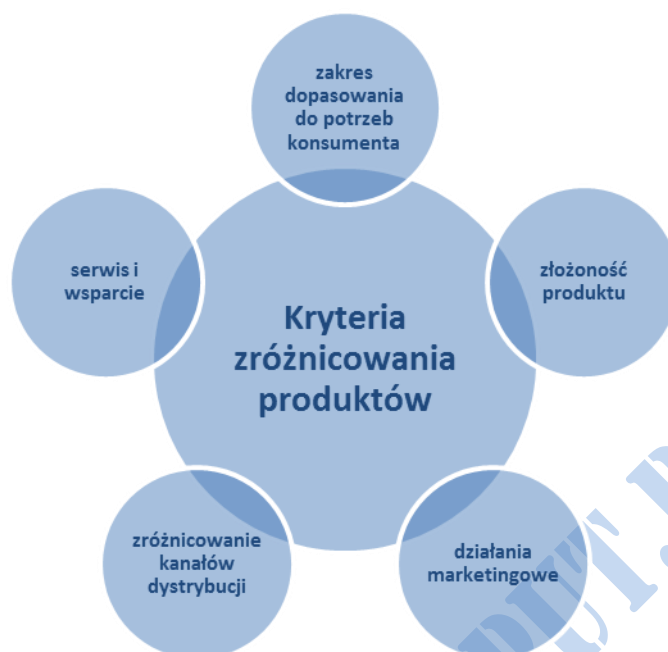 zakres
dopasowania
do potrzeb
konsumenta
serwis i
wsparcie
złożoność
produktu
Kryteria
zróżnicowania
produktów
zróżnicowanie
kanałów
dystrybucji
działania
marketingowe